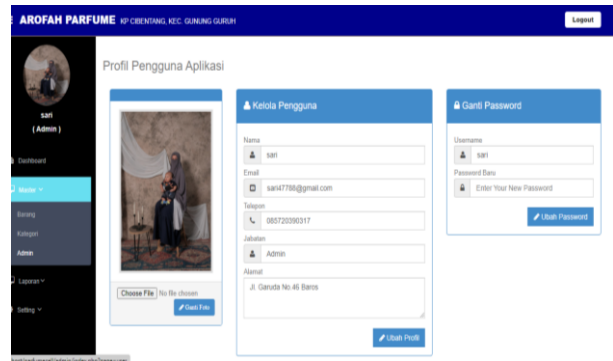 AROFAH PARFUME KP CIBENTANG, KEC. GUNUNG GURUH
Logout
sari
( Admin )
Dashboard
Master
Barang
Kategori
Admin
Laporan
Setting
Profil Pengguna Aplikasi
Choose File No file chosen
Ganti Foto
Kelola Pengguna
Nama
sari
Email
sari47788@gmail.com
Telepon
085720390317
Jabatan
Admin
Alamat
Jl. Garuda No.46 Baros
Ubah Profil
Ganti Password
Username
sari
Password Baru
Enter Your New Password
Ubah Password